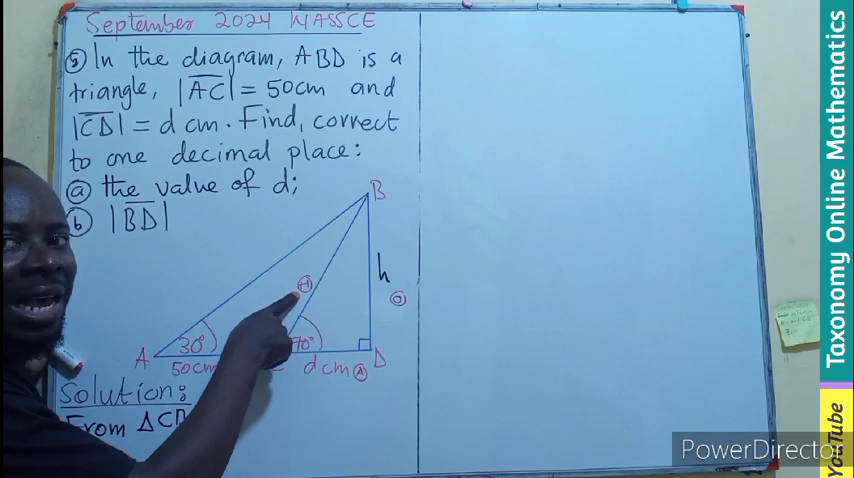 September 2024 WASSCE
⑤ In the diagram, ABD is a
triangle, |AC| = 50cm and
|CD| = d cm. Find, correct
to one decimal place:
ⓐ the value of d;
ⓑ |BD|
B
h
H
O
30°
70°
A
D
50cm
d cm A
Solution:
From △CD
Taxonomy Online Mathematics
YouTube
PowerDirector